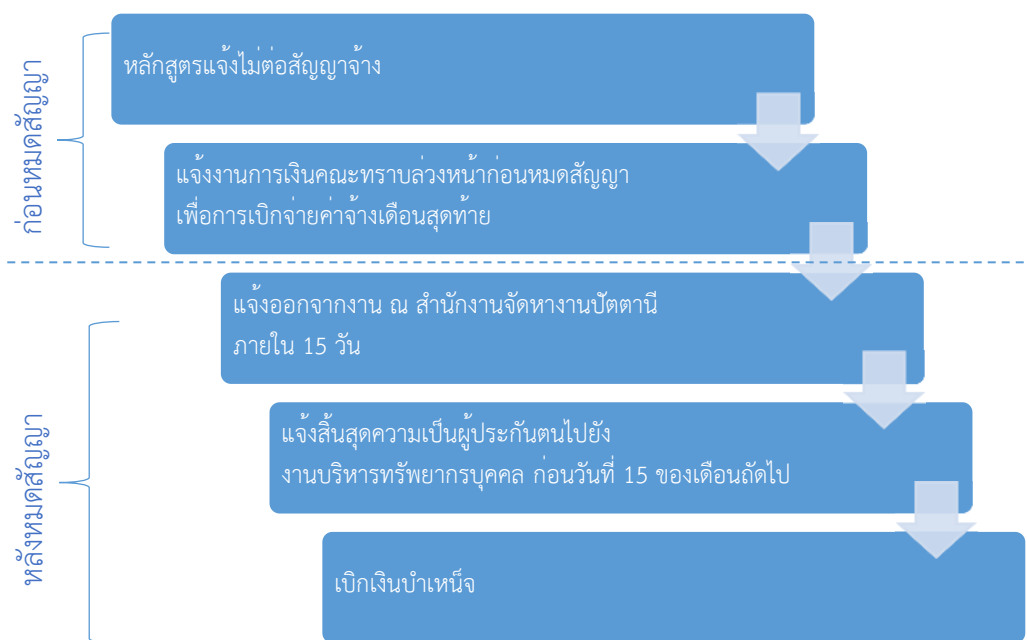 ก่อนหมดสัญญา
หลักสูตรแจ้งไม่ต่อสัญญาจ้าง
แจ้งงานการเงินคณะทราบล่วงหน้าก่อนหมดสัญญา
เพื่อการเบิกจ่ายค่าจ้างเดือนสุดท้าย
หลังหมดสัญญา
แจ้งออกจากงาน ณ สำนักงานจัดหางานปัตตานี
ภายใน 15 วัน
แจ้งสิ้นสุดความเป็นผู้ประกันตนไปยัง
งานบริหารทรัพยากรบุคคล ก่อนวันที่ 15 ของเดือนถัดไป
เบิกเงินบำเหน็จ